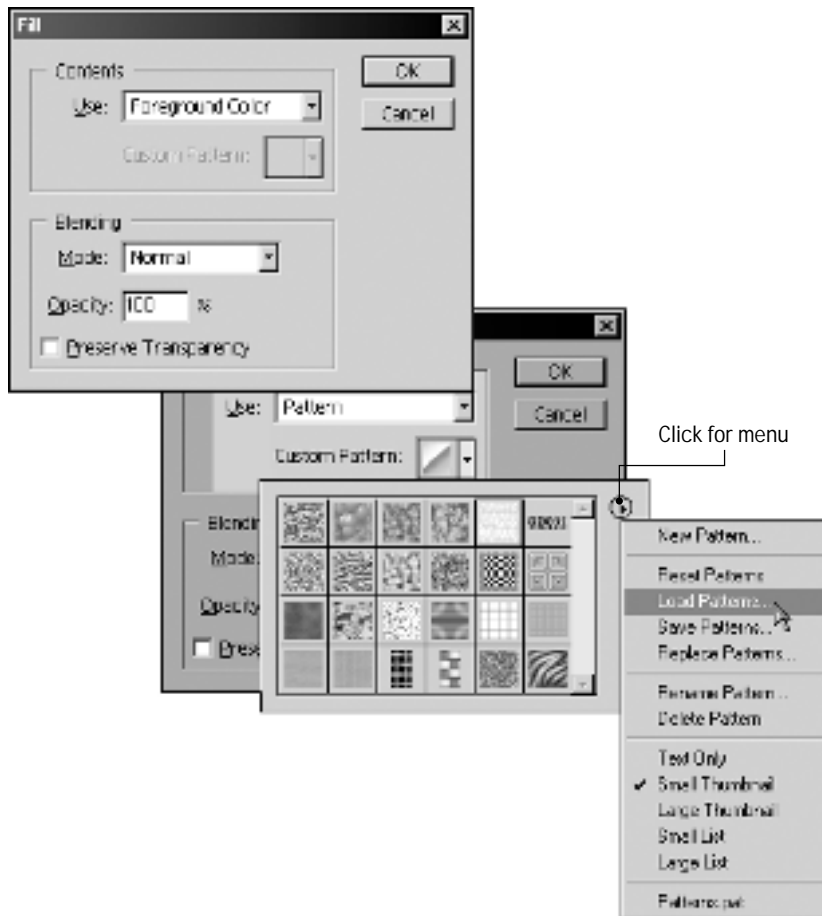 Fill
Contents
OK
Use: Foreground Color
Cancel
Custom Pattern:
Blending
Mode: Normal
Opacity: 100 %
Preserve Transparency
OK
Use: Pattern
Cancel
Custom Pattern:
Click for menu
Blendin
Mode
Opacity
Prese
New Pattern...
Reset Patterns
Load Patterns...
Save Patterns...
Replace Patterns...
Rename Pattern...
Delete Pattern
Text Only
✔ Small Thumbnail
Large Thumbnail
Small List
Large List
Patterns.pat